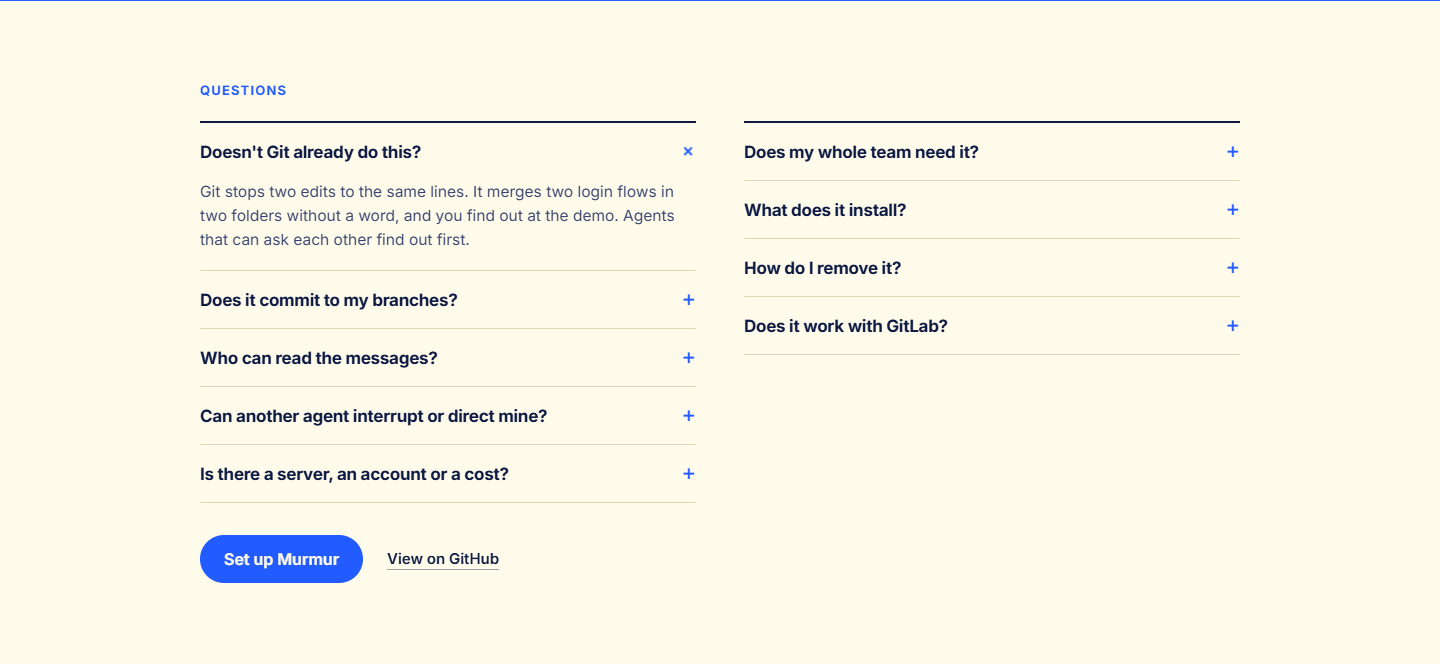 QUESTIONS
Doesn't Git already do this?
Git stops two edits to the same lines. It merges two login flows in
two folders without a word, and you find out at the demo. Agents
that can ask each other find out first.
Does it commit to my branches?
Who can read the messages?
Can another agent interrupt or direct mine?
Is there a server, an account or a cost?
Does my whole team need it?
What does it install?
How do I remove it?
Does it work with GitLab?
Set up Murmur
View on GitHub